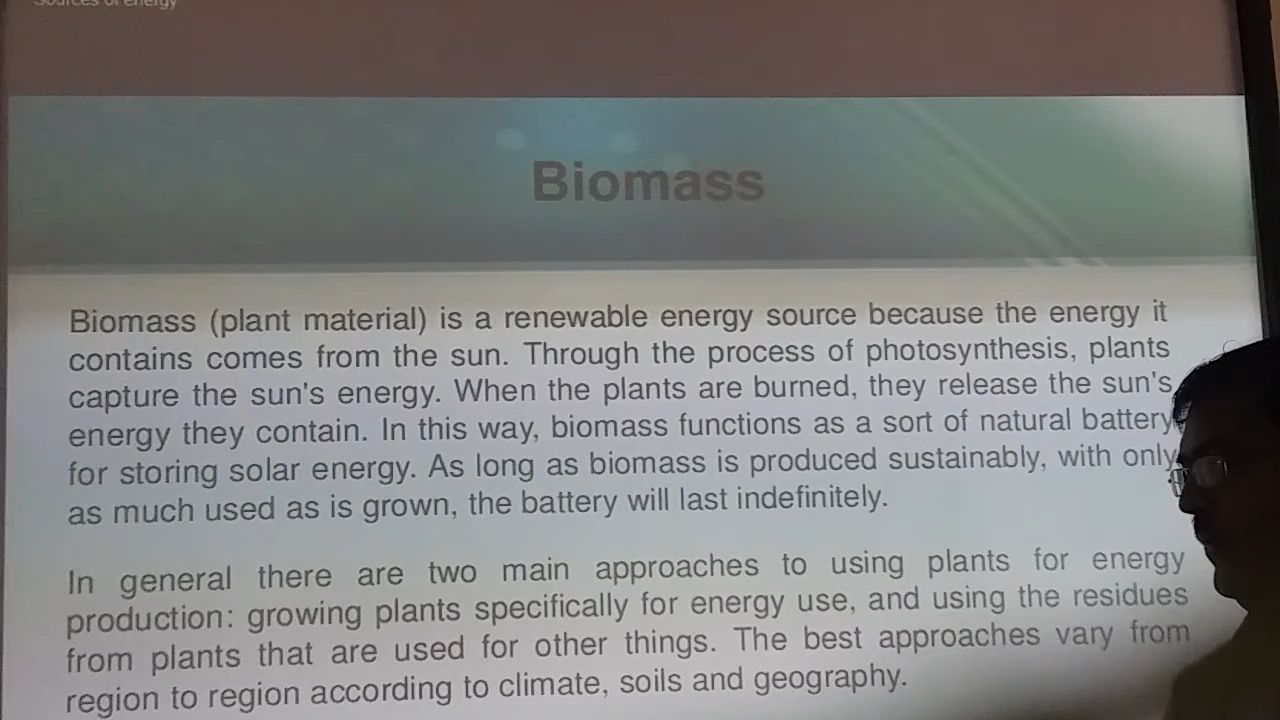 Sources of energy
Biomass
Biomass (plant material) is a renewable energy source because the energy it
contains comes from the sun. Through the process of photosynthesis, plants
capture the sun's energy. When the plants are burned, they release the sun's
energy they contain. In this way, biomass functions as a sort of natural battery
for storing solar energy. As long as biomass is produced sustainably, with only
as much used as is grown, the battery will last indefinitely.
In general there are two main approaches to using plants for energy
production: growing plants specifically for energy use, and using the residues
from plants that are used for other things. The best approaches vary from
region to region according to climate, soils and geography.